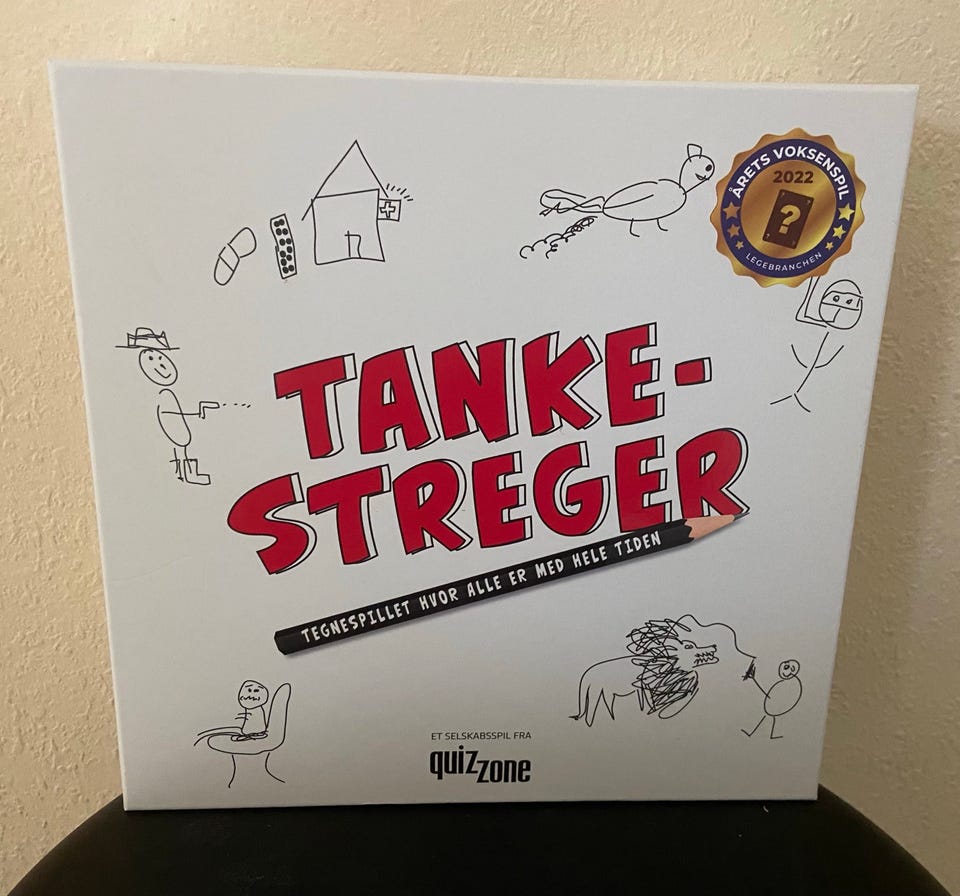 ÅRETS VOKSENSPIL
2022
?
LEGEBRANCHEN
TANKE-
STREGER
TEGNESPILLET HVOR ALLE ER MED HELE TIDEN
ET SELSKABSSPIL FRA
quizzone